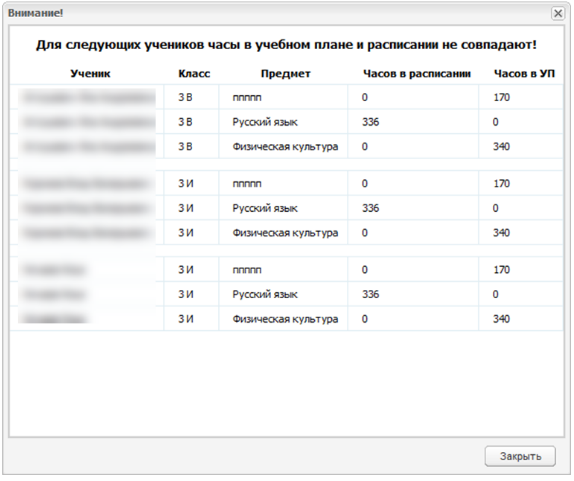 Внимание!
Для следующих учеников часы в учебном плане и расписании не совпадают!
Ученик Класс Предмет Часов в расписании Часов в УП
3 В ппппп 0 170
3 В Русский язык 336 0
3 В Физическая культура 0 340
3 И ппппп 0 170
3 И Русский язык 336 0
3 И Физическая культура 0 340
3 И ппппп 0 170
3 И Русский язык 336 0
3 И Физическая культура 0 340
Закрыть